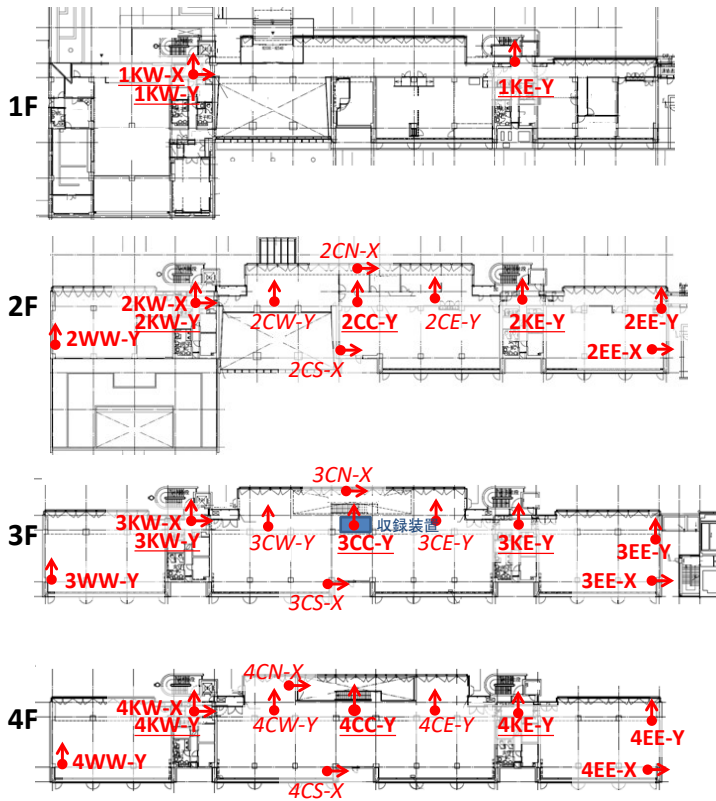 1F
1KW-X
1KW-Y
1KE-Y
2F
2CN-X
2KW-X
2KW-Y
2CW-Y
2CC-Y
2CE-Y
2KE-Y
2EE-Y
2WW-Y
2CS-X
2EE-X
3F
3CN-X
3KW-X
3KW-Y
3CW-Y
3CC-Y
収録装置
3CE-Y
3KE-Y
3EE-Y
3WW-Y
3CS-X
3EE-X
4F
4CN-X
4KW-X
4KW-Y
4CW-Y
4CC-Y
4CE-Y
4KE-Y
4EE-Y
4WW-Y
4CS-X
4EE-X